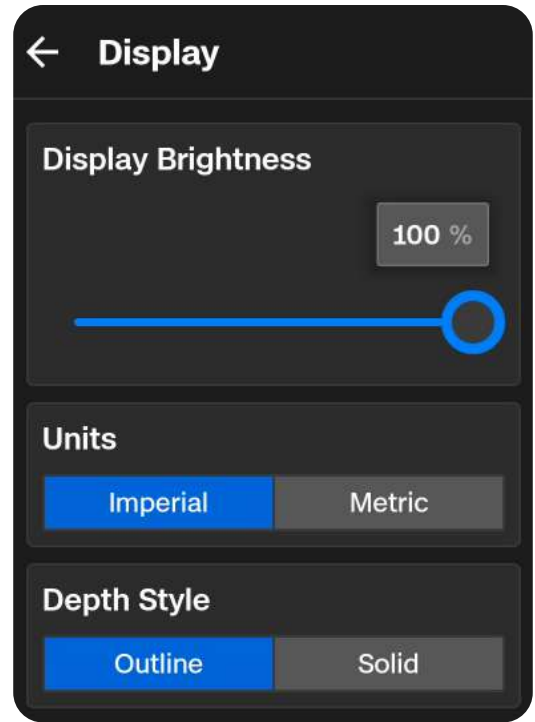 Display
Display Brightness
100 %
Units
Imperial Metric
Depth Style
Outline Solid